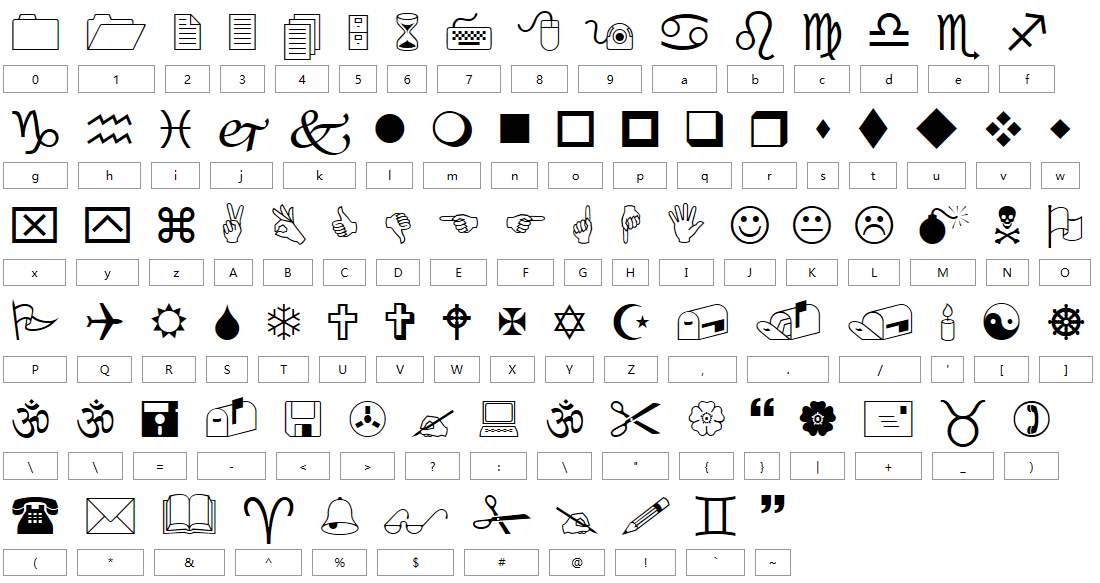 0 1 2 3 4 5 6 7 8 9 a b c d e f
g h i j k l m n o p q r s t u v w
x y z A B C D E F G H I J K L M N O
P Q R S T U V W X Y Z , . / ' [ ]
\ \ = - < > ? : \ " { } | + _ )
( * & ^ % $ # @ ! ` ~